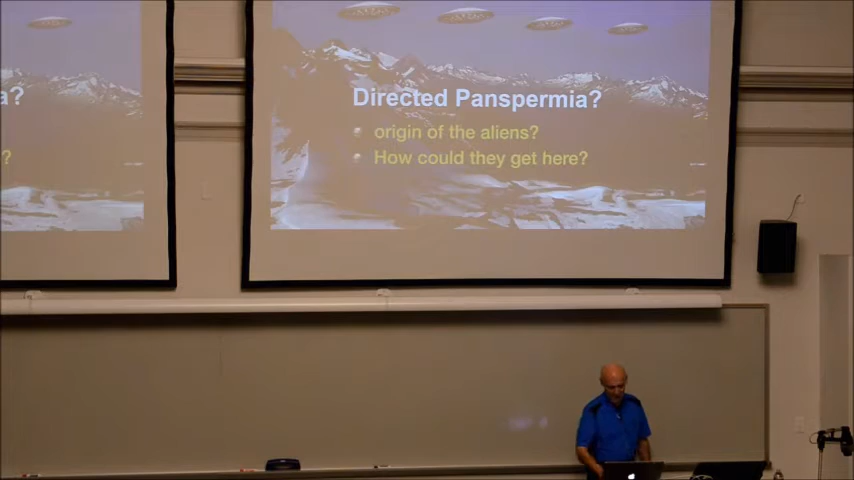 Directed Panspermia?
origin of the aliens?
How could they get here?
a?
?